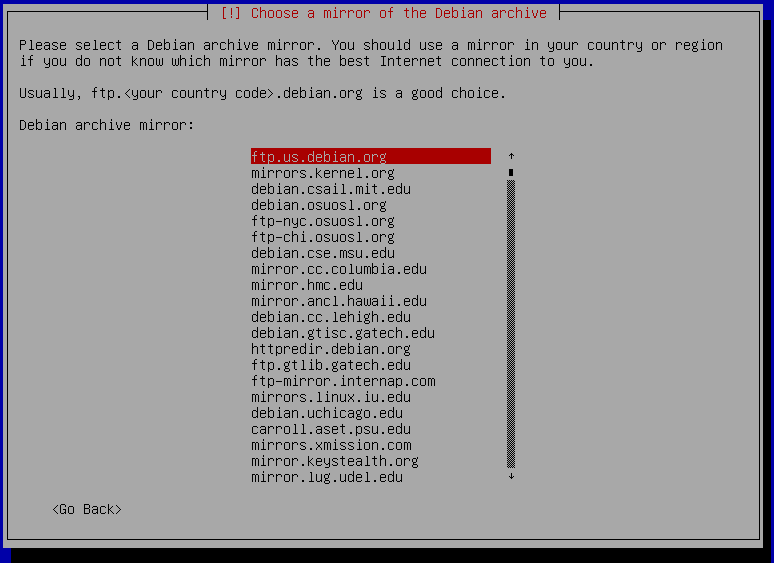 [!] Choose a mirror of the Debian archive
Please select a Debian archive mirror. You should use a mirror in your country or region
if you do not know which mirror has the best Internet connection to you.
Usually, ftp.<your country code>.debian.org is a good choice.
Debian archive mirror:
ftp.us.debian.org
mirrors.kernel.org
debian.csail.mit.edu
debian.osuosl.org
ftp-nyc.osuosl.org
ftp-chi.osuosl.org
debian.cse.msu.edu
mirror.cc.columbia.edu
mirror.hmc.edu
mirror.ancl.hawaii.edu
debian.cc.lehigh.edu
debian.gtisc.gatech.edu
httpredir.debian.org
ftp.gtlib.gatech.edu
ftp-mirror.internap.com
mirrors.linux.iu.edu
debian.uchicago.edu
carroll.aset.psu.edu
mirrors.xmission.com
mirror.keystealth.org
mirror.lug.udel.edu
<Go Back>